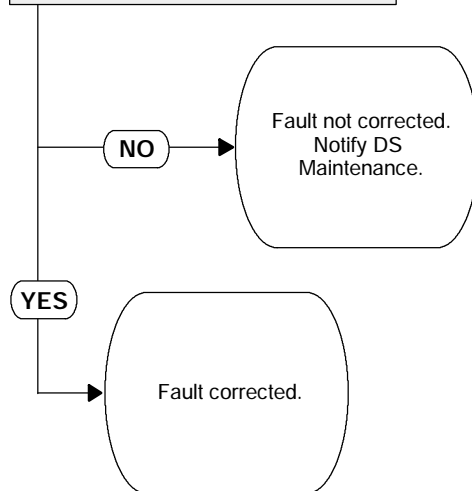 NO
Fault not corrected.
Notify DS
Maintenance.
YES
Fault corrected.